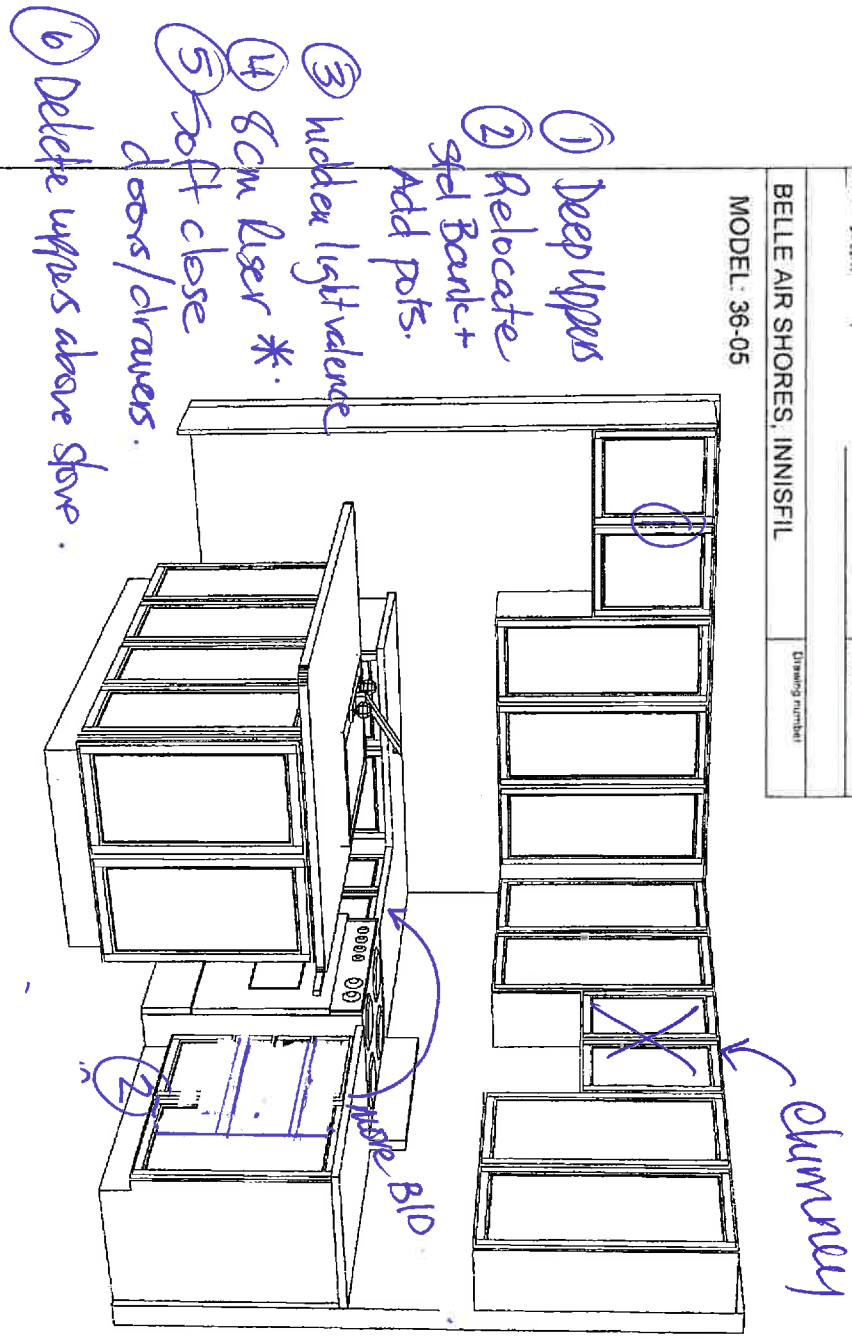 BELLE AIR SHORES, INNISFIL
Drawing number
MODEL: 36-05
① Deep Uppers
② Relocate
std Bank +
Add pots.
③ hidden light valence
④ 8cm Riser *.
⑤ Soft close
doors/drawers.
⑥ Delete uppers above stove.
1
X
Chimney
2
move B/D